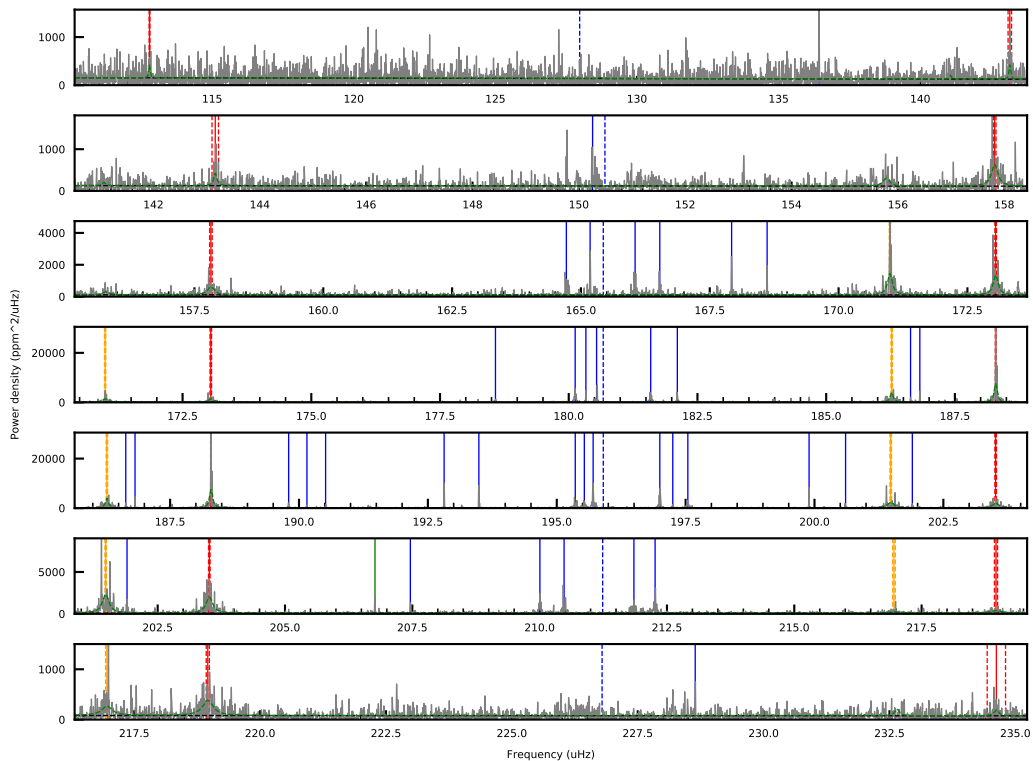 1000
0
115 120 125 130 135 140
1000
0
142 144 146 148 150 152 154 156 158
4000
2000
0
157.5 160.0 162.5 165.0 167.5 170.0 172.5
20000
0
172.5 175.0 177.5 180.0 182.5 185.0 187.5
20000
0
187.5 190.0 192.5 195.0 197.5 200.0 202.5
5000
0
202.5 205.0 207.5 210.0 212.5 215.0 217.5
1000
0
217.5 220.0 222.5 225.0 227.5 230.0 232.5 235.0
Power density (ppm^2/uHz)
Frequency (uHz)